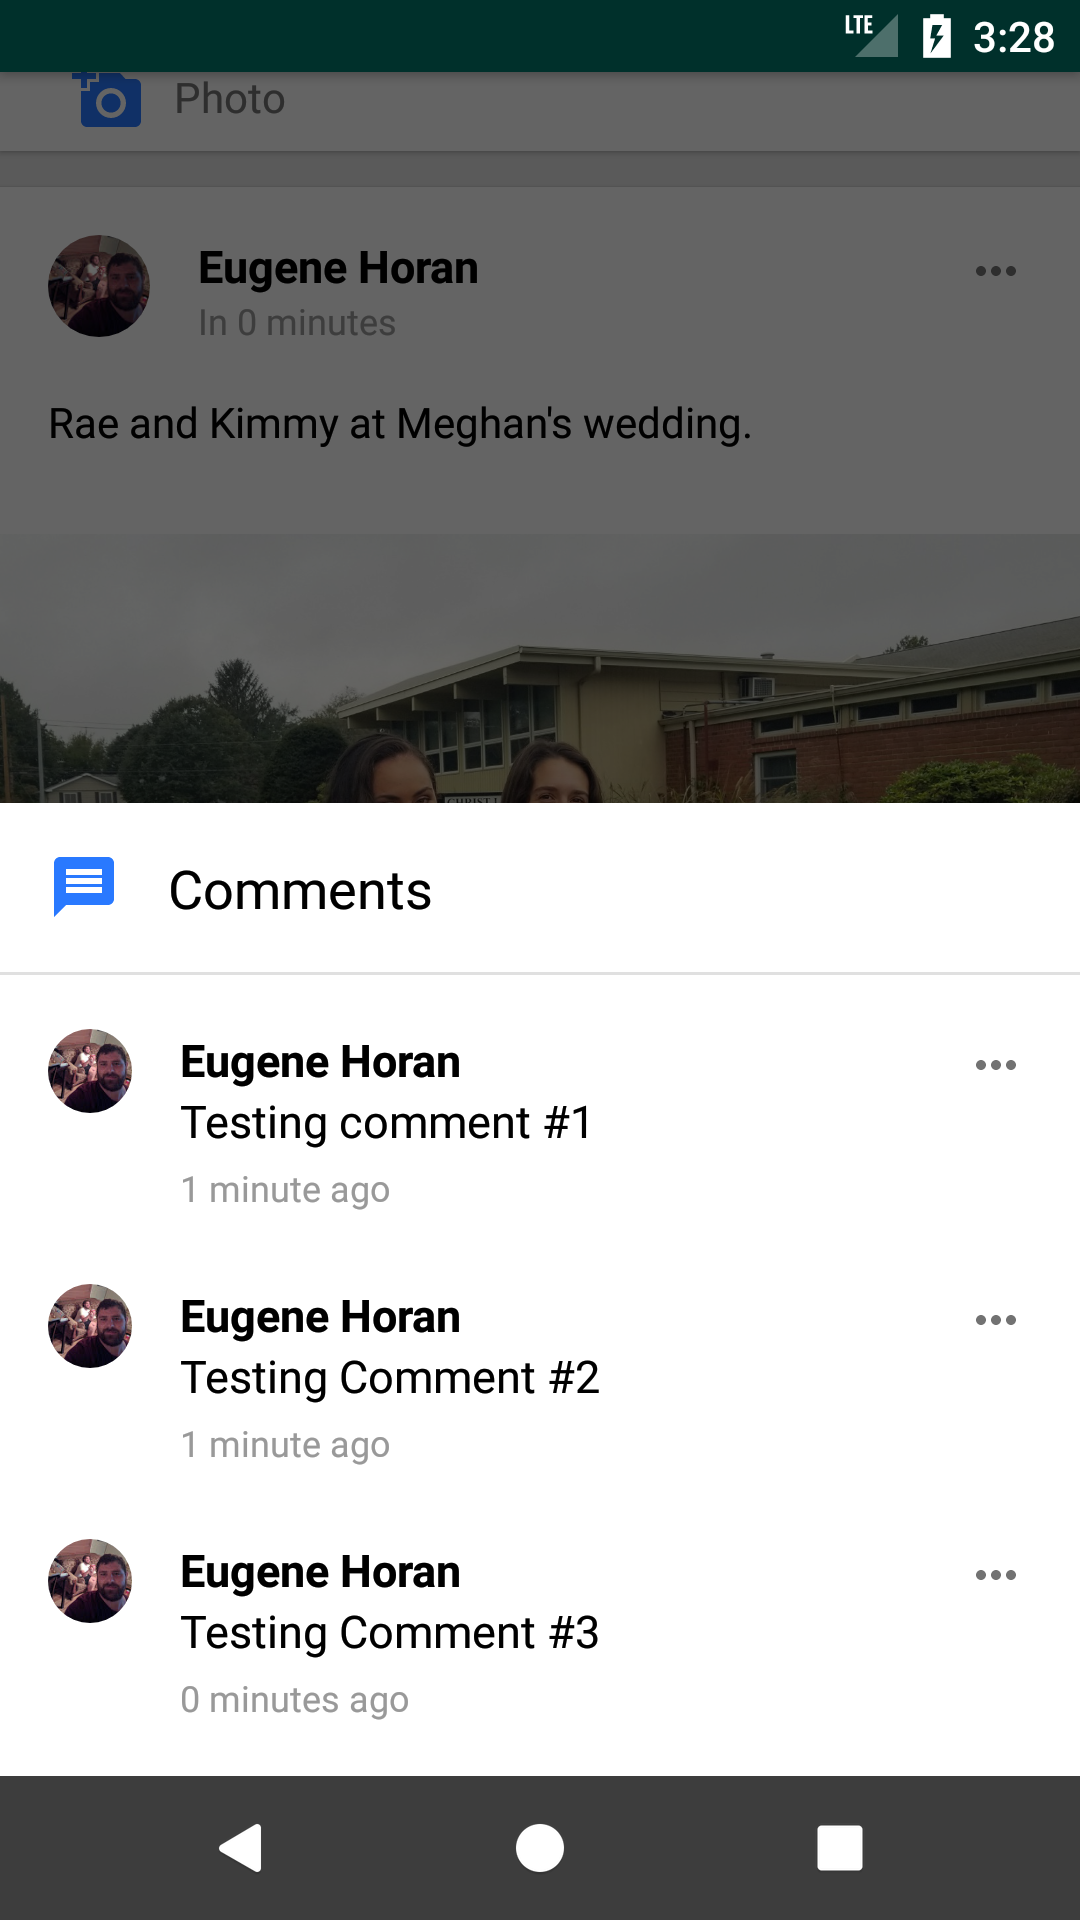 LTE 3:28
Photo
Eugene Horan
In 0 minutes
Rae and Kimmy at Meghan's wedding.
Comments
Eugene Horan
Testing comment #1
1 minute ago
Eugene Horan
Testing Comment #2
1 minute ago
Eugene Horan
Testing Comment #3
0 minutes ago